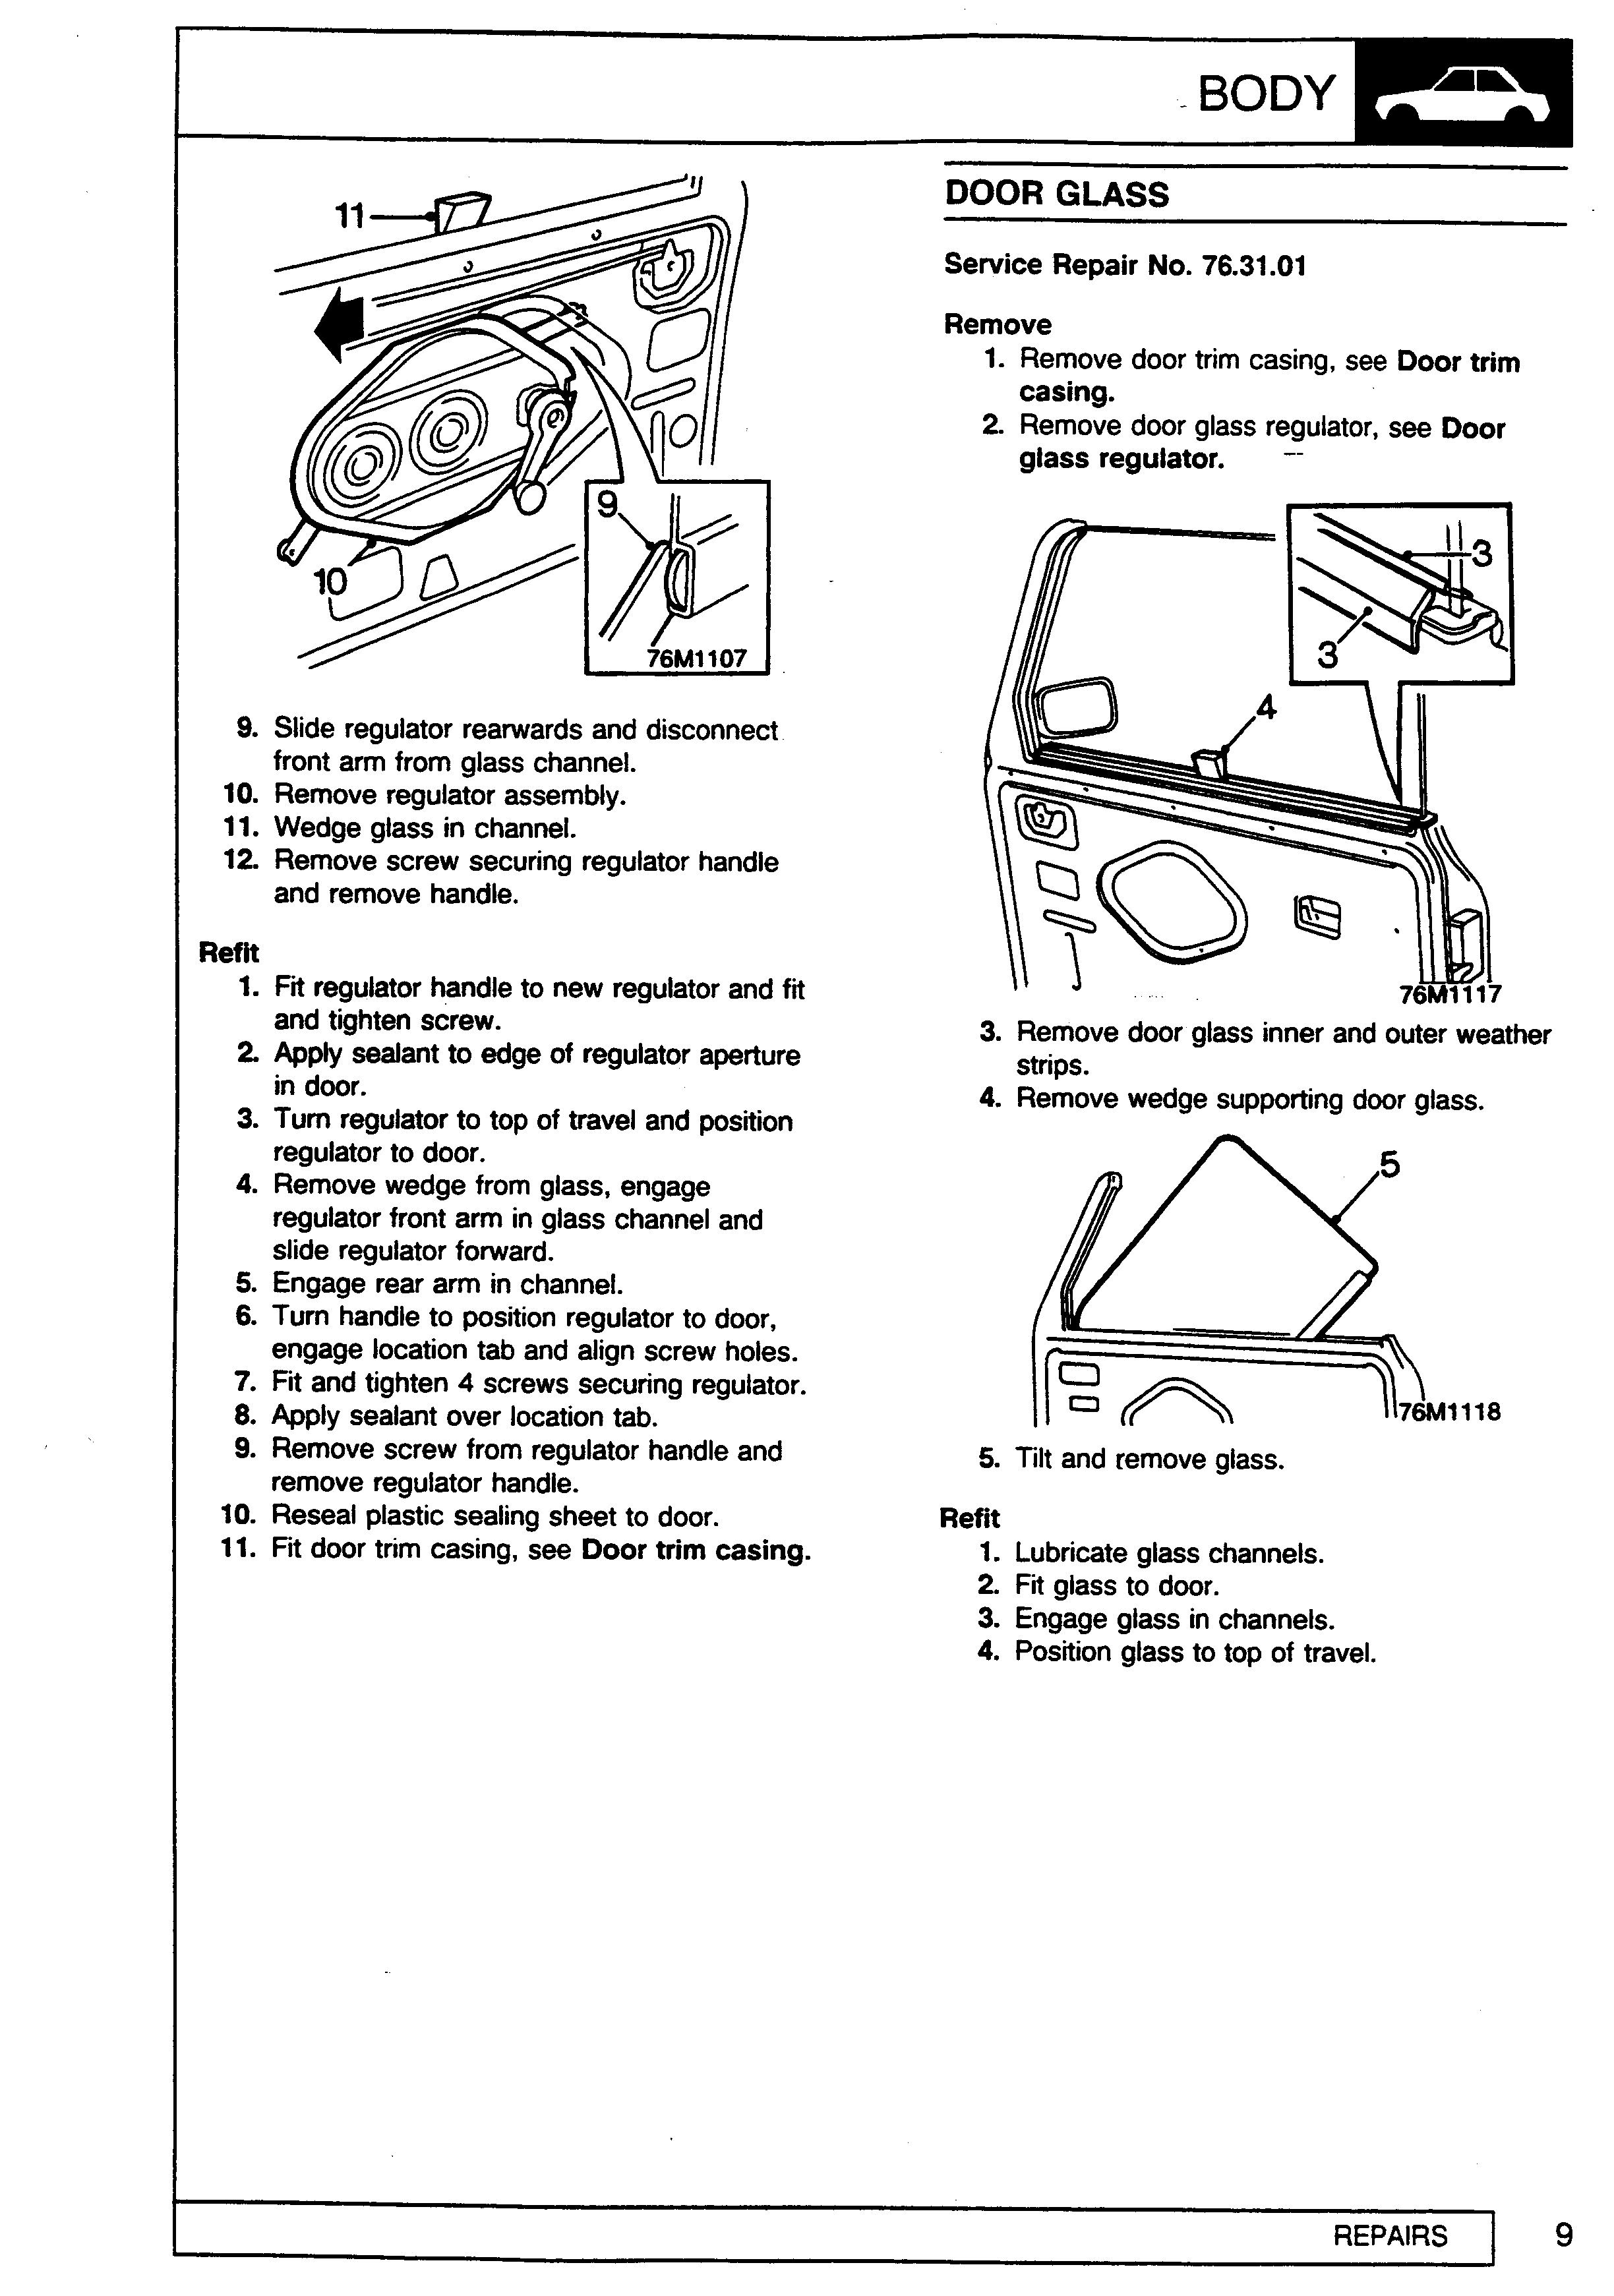 BODY
11
9
10
76M1107
9. Slide regulator rearwards and disconnect
front arm from glass channel.
10. Remove regulator assembly.
11. Wedge glass in channel.
12. Remove screw securing regulator handle
and remove handle.
Refit
1. Fit regulator handle to new regulator and fit
and tighten screw.
2. Apply sealant to edge of regulator aperture
in door.
3. Turn regulator to top of travel and position
regulator to door.
4. Remove wedge from glass, engage
regulator front arm in glass channel and
slide regulator forward.
5. Engage rear arm in channel.
6. Turn handle to position regulator to door,
engage location tab and align screw holes.
7. Fit and tighten 4 screws securing regulator.
8. Apply sealant over location tab.
9. Remove screw from regulator handle and
remove regulator handle.
10. Reseal plastic sealing sheet to door.
11. Fit door trim casing, see Door trim casing.
DOOR GLASS
Service Repair No. 76.31.01
Remove
1. Remove door trim casing, see Door trim
casing.
2. Remove door glass regulator, see Door
glass regulator.
3
3
4
76M1117
3. Remove door glass inner and outer weather
strips.
4. Remove wedge supporting door glass.
5
76M1118
5. Tilt and remove glass.
Refit
1. Lubricate glass channels.
2. Fit glass to door.
3. Engage glass in channels.
4. Position glass to top of travel.
REPAIRS
9